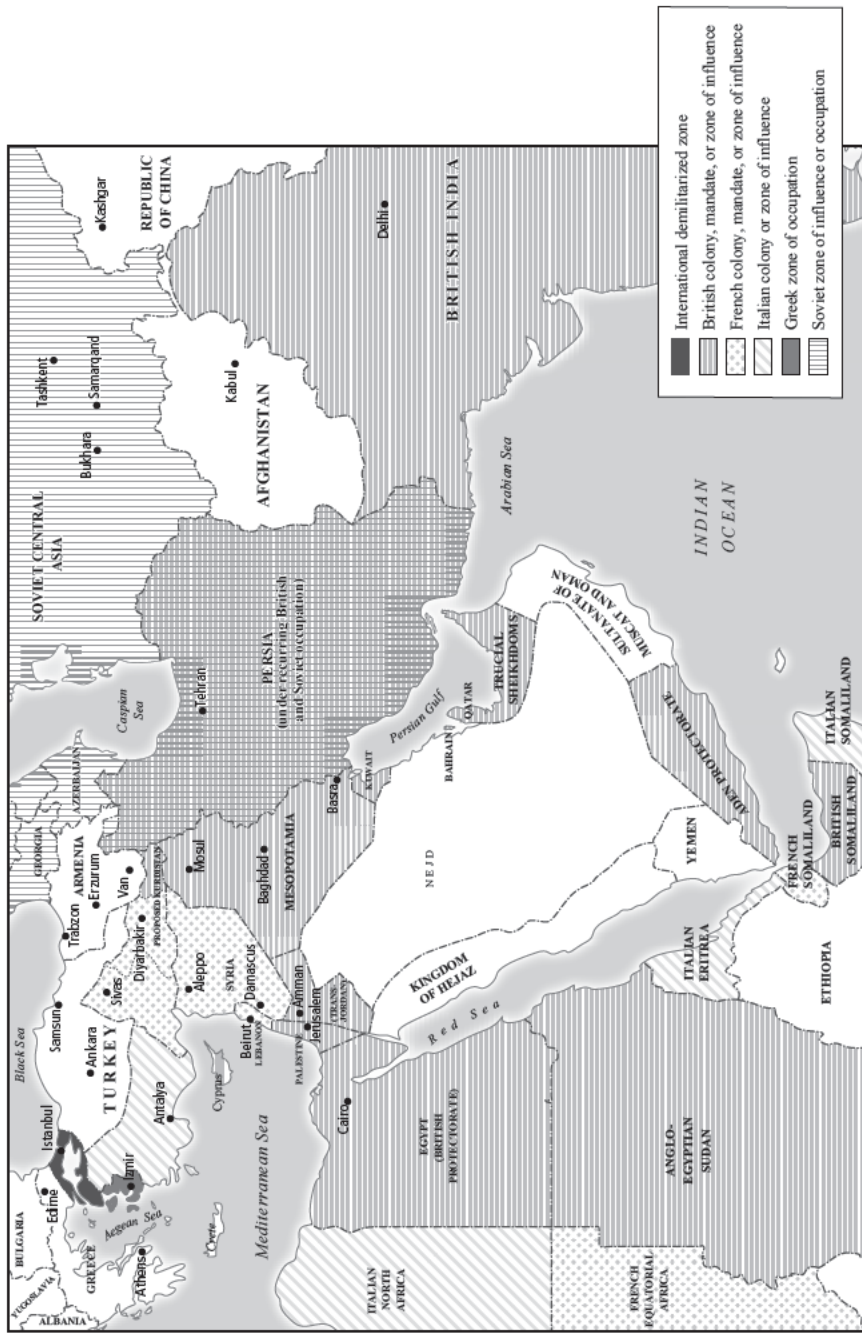 BULGARIA
YUGOSLAVIA
ALBANIA
GREECE
Athens
Edirne
Istanbul
Izmir
Aegean Sea
Crete
Mediterranean Sea
Black Sea
Samsun
Ankara
TURKEY
Antalya
Cyprus
Trabzon
ARMENIA
Erzurum
Van
Sivas
Diyarbakir
PROPOSED KURDISTAN
GEORGIA
AZERBAIJAN
Caspian
Sea
SOVIET CENTRAL
ASIA
Tashkent
Samarqand
Bukhara
Kashgar
REPUBLIC
OF CHINA
Kabul
AFGHANISTAN
Delhi
BRITISH INDIA
Tehran
PERSIA
(under recurring British
and Soviet occupation)
Mosul
Baghdad
MESOPOTAMIA
Basra
KUWAIT
Aleppo
SYRIA
Damascus
Beirut
LEBANON
Amman
Jerusalem
PALESTINE
(TRANS-
JORDAN)
Cairo
EGYPT
(BRITISH
PROTECTORATE)
ITALIAN
NORTH
AFRICA
FRENCH
EQUATORIAL
AFRICA
ANGLO-
EGYPTIAN
SUDAN
Red Sea
KINGDOM
OF HEJAZ
NEJD
Persian Gulf
BAHRAIN
QATAR
TRUCIAL
SHEIKHDOMS
SULTANATE OF
MUSCAT AND OMAN
ADEN PROTECTORATE
YEMEN
Arabian Sea
INDIAN
OCEAN
ITALIAN
ERITREA
ETHIOPIA
FRENCH
SOMALILAND
BRITISH
SOMALILAND
ITALIAN
SOMALILAND
International demilitarized zone
British colony, mandate, or zone of influence
French colony, mandate, or zone of influence
Italian colony or zone of influence
Greek zone of occupation
Soviet zone of influence or occupation